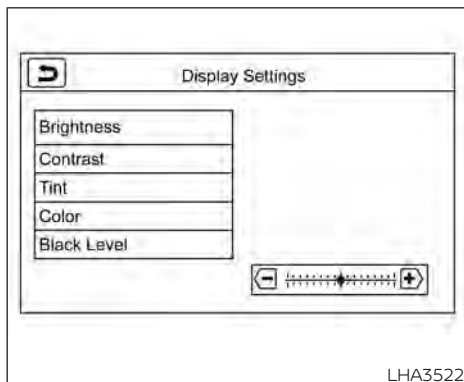 Display Settings
Brightness
Contrast
Tint
Color
Black Level
- +
LHA3522